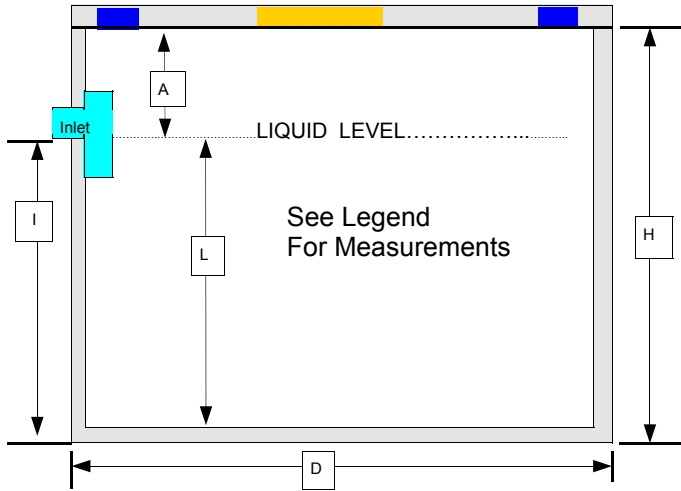 A
Inlet
LIQUID LEVEL……………...
I
See Legend
For Measurements
H
L
D